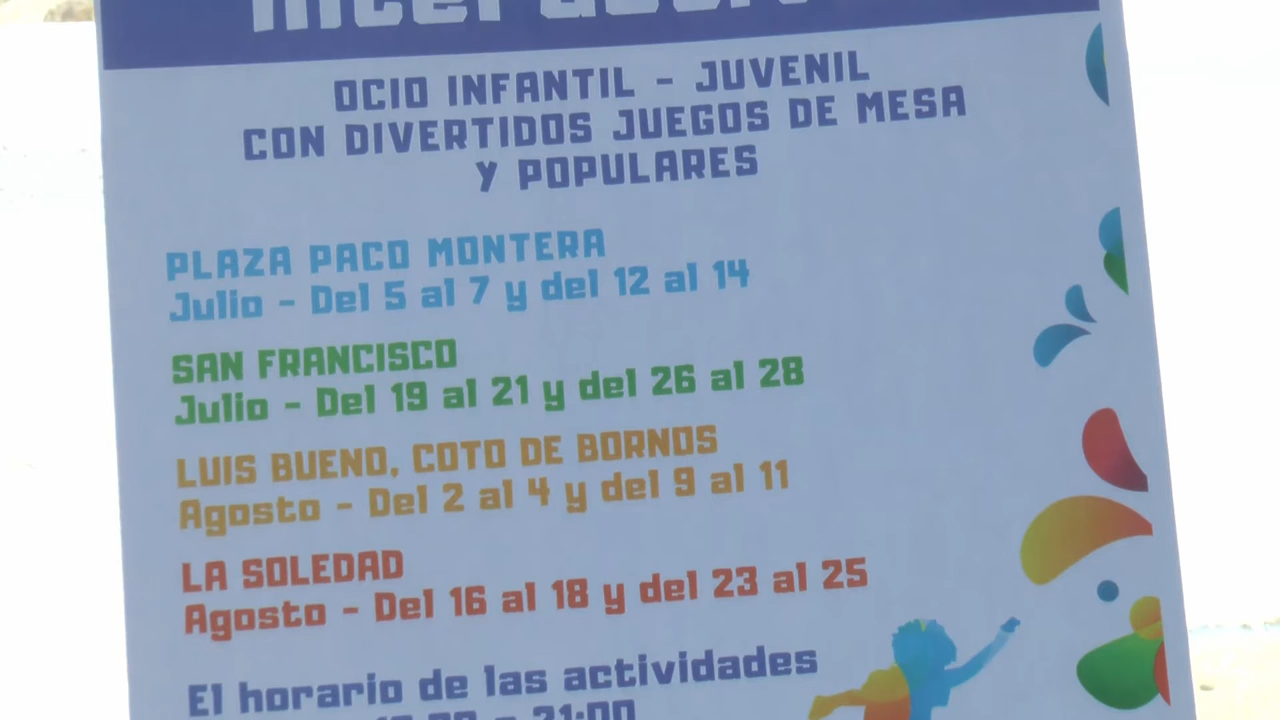 OCIO INFANTIL - JUVENIL
CON DIVERTIDOS JUEGOS DE MESA
Y POPULARES
PLAZA PACO MONTERA
Julio - Del 5 al 7 y del 12 al 14
SAN FRANCISCO
Julio - Del 19 al 21 y del 26 al 28
LUIS BUENO, COTO DE BORNOS
Agosto - Del 2 al 4 y del 9 al 11
LA SOLEDAD
Agosto - Del 16 al 18 y del 23 al 25
El horario de las actividades
21:00